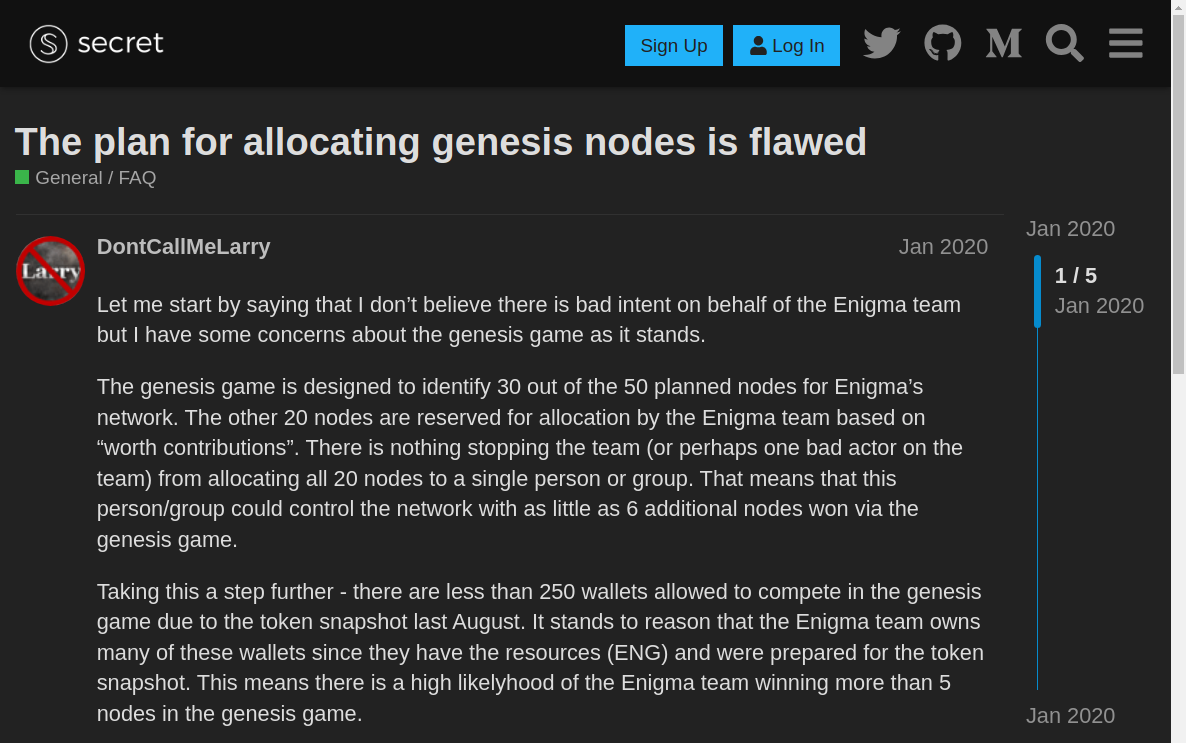 secret
Sign Up
Log In
The plan for allocating genesis nodes is flawed
General / FAQ
Larry
DontCallMeLarry
Jan 2020
Let me start by saying that I don’t believe there is bad intent on behalf of the Enigma team
but I have some concerns about the genesis game as it stands.
The genesis game is designed to identify 30 out of the 50 planned nodes for Enigma’s
network. The other 20 nodes are reserved for allocation by the Enigma team based on
“worth contributions”. There is nothing stopping the team (or perhaps one bad actor on the
team) from allocating all 20 nodes to a single person or group. That means that this
person/group could control the network with as little as 6 additional nodes won via the
genesis game.
Taking this a step further - there are less than 250 wallets allowed to compete in the genesis
game due to the token snapshot last August. It stands to reason that the Enigma team owns
many of these wallets since they have the resources (ENG) and were prepared for the token
snapshot. This means there is a high likelyhood of the Enigma team winning more than 5
nodes in the genesis game.
Jan 2020
1 / 5
Jan 2020
Jan 2020